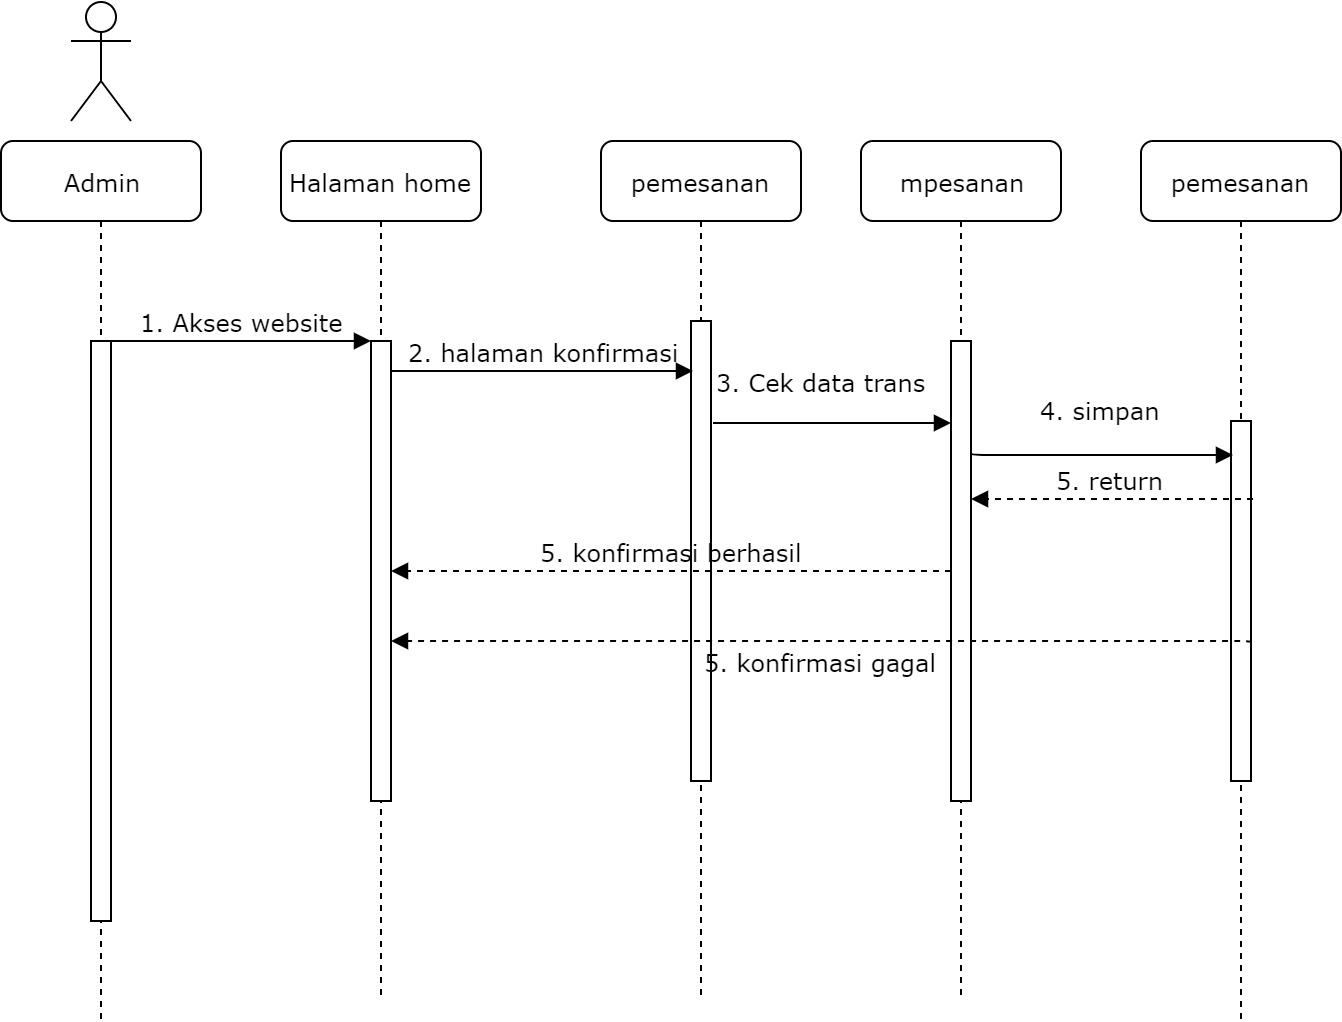 Admin
Halaman home
pemesanan
mpesanan
pemesanan
1. Akses website
2. halaman konfirmasi
3. Cek data trans
4. simpan
5. return
5. konfirmasi berhasil
5. konfirmasi gagal